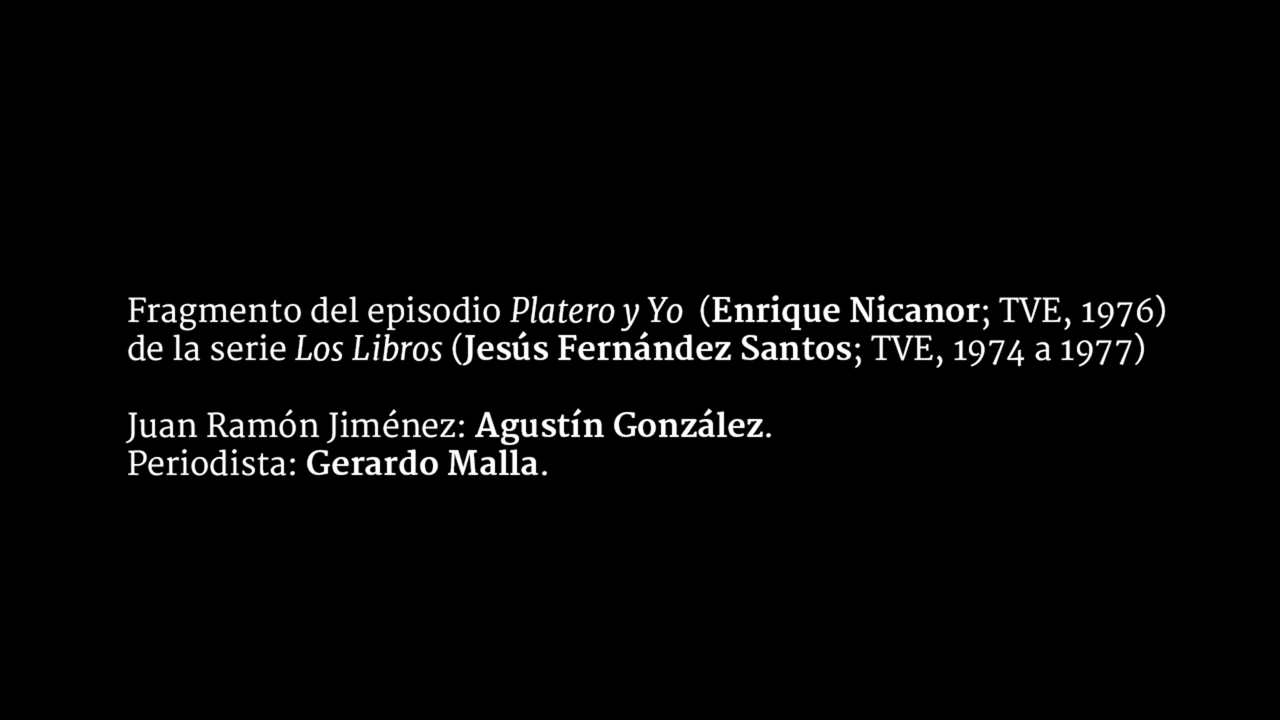 Fragmento del episodio Platero y Yo (Enrique Nicanor; TVE, 1976)
de la serie Los Libros (Jesús Fernández Santos; TVE, 1974 a 1977)
Juan Ramón Jiménez: Agustín González.
Periodista: Gerardo Malla.